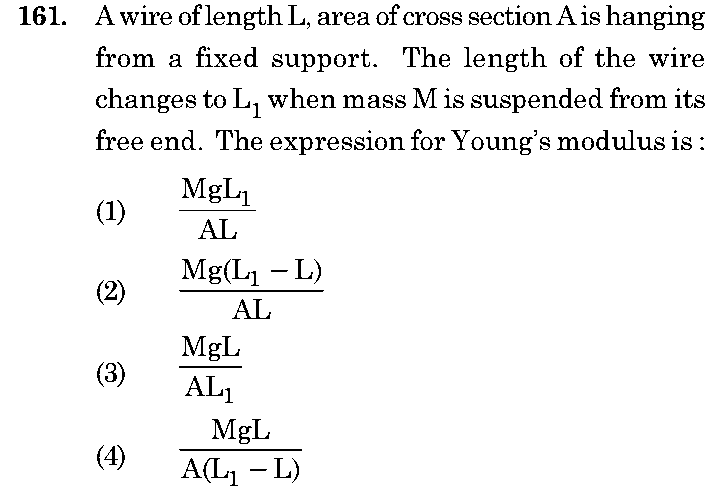 161. A wire of length L, area of cross section A is hanging
from a fixed support. The length of the wire
changes to L₁ when mass M is suspended from its
free end. The expression for Young's modulus is :
(1) MgL₁
AL
(2) Mg(L₁ – L)
AL
(3) MgL
AL₁
(4) MgL
A(L₁ – L)